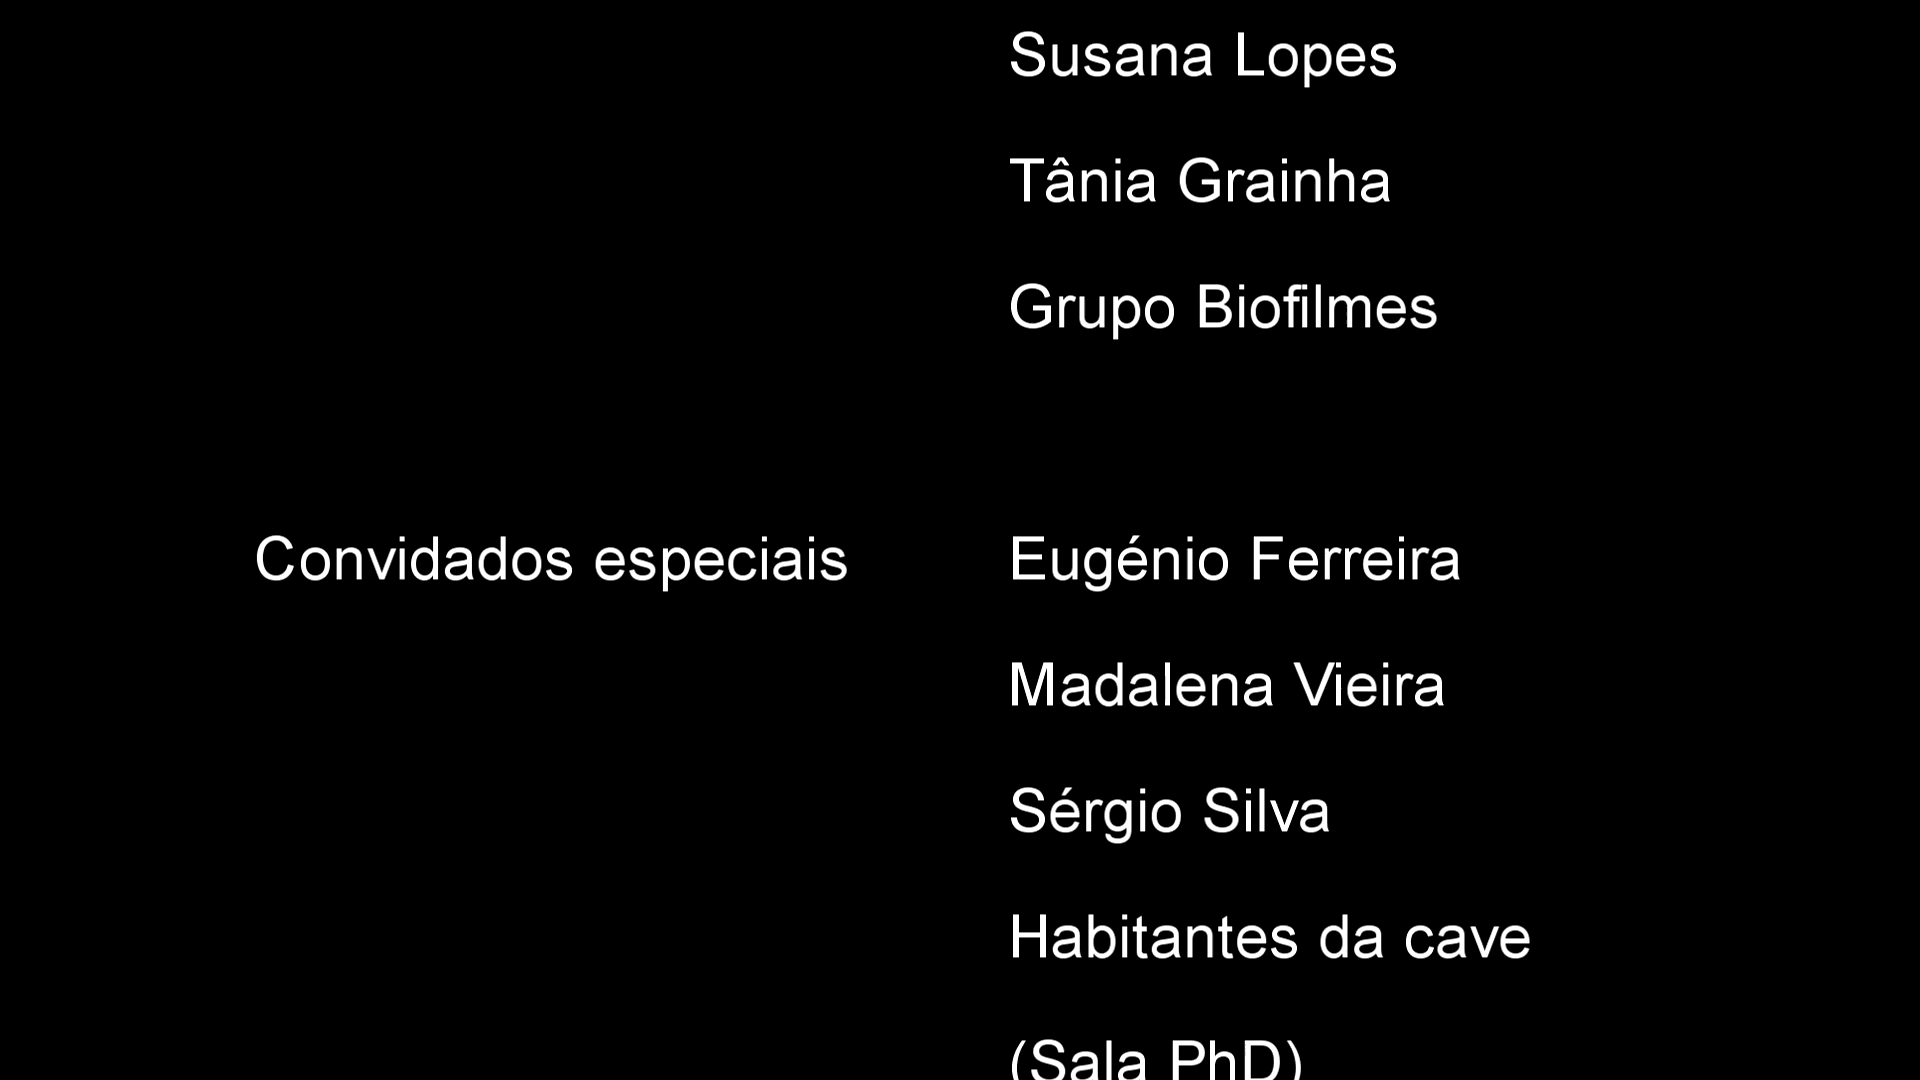 Susana Lopes
Tânia Grainha
Grupo Biofilmes
Convidados especiais Eugénio Ferreira
Madalena Vieira
Sérgio Silva
Habitantes da cave
(Sala PhD)